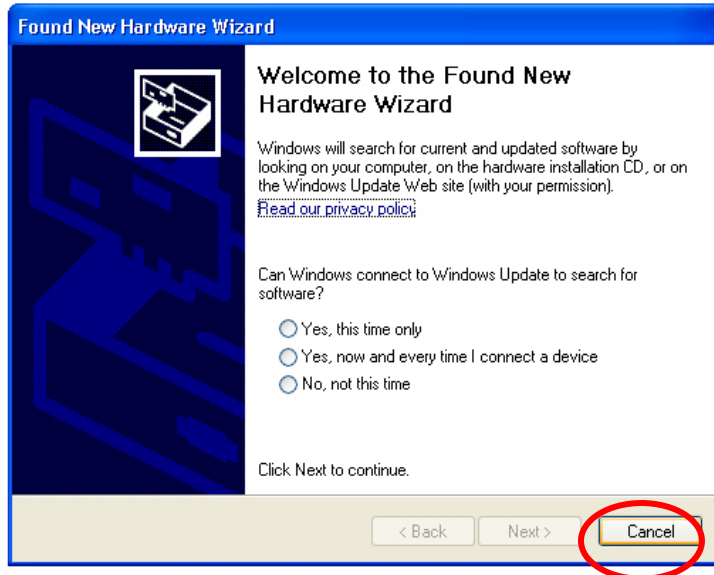 Found New Hardware Wizard
Welcome to the Found New
Hardware Wizard
Windows will search for current and updated software by
looking on your computer, on the hardware installation CD, or on
the Windows Update Web site (with your permission).
Read our privacy policy
Can Windows connect to Windows Update to search for
software?
Yes, this time only
Yes, now and every time I connect a device
No, not this time
Click Next to continue.
< Back Next > Cancel